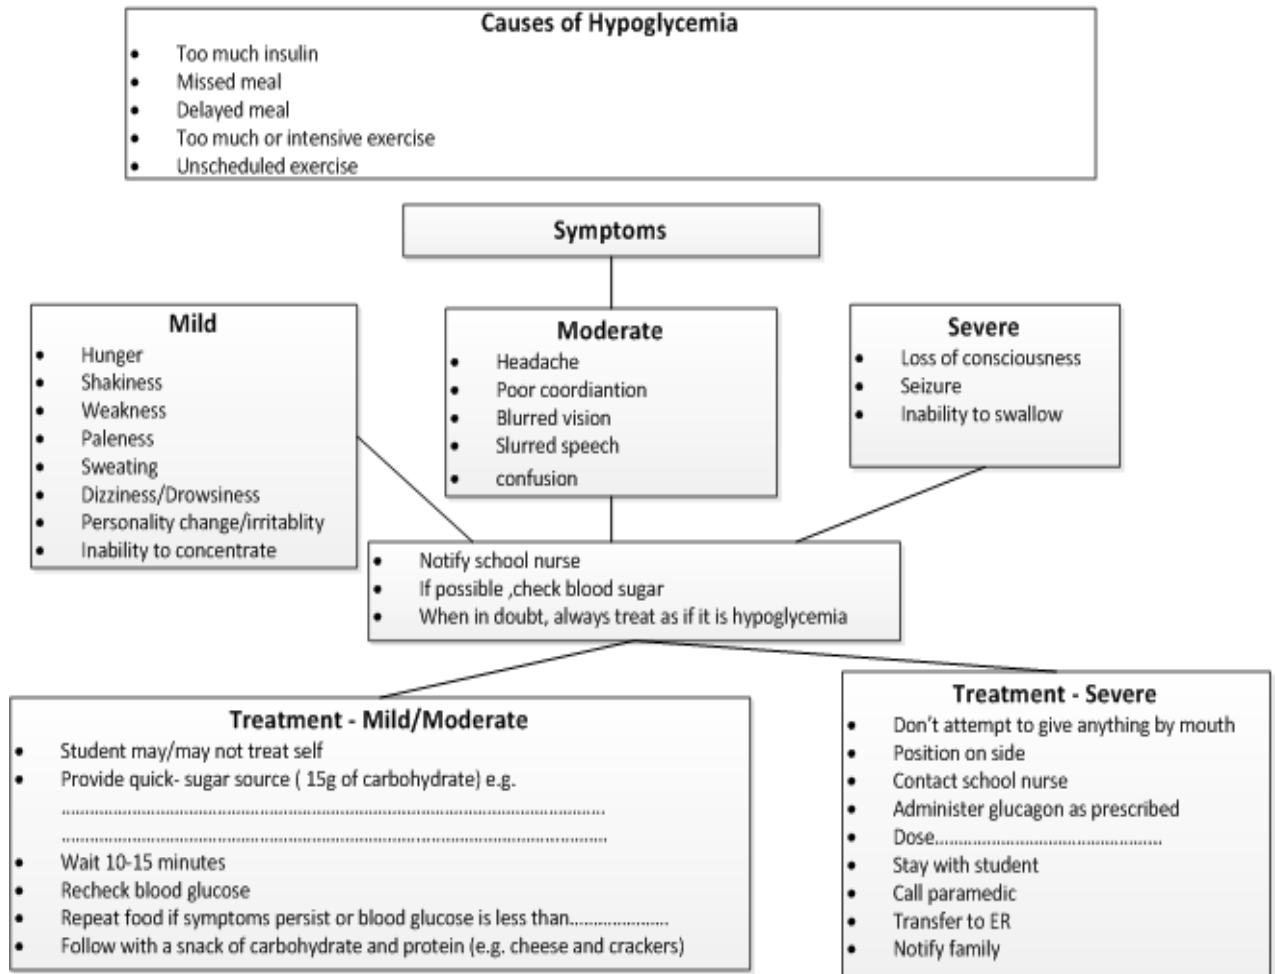 Causes of Hypoglycemia
• Too much insulin
• Missed meal
• Delayed meal
• Too much or intensive exercise
• Unscheduled exercise
Symptoms
Mild
• Hunger
• Shakiness
• Weakness
• Paleness
• Sweating
• Dizziness/Drowsiness
• Personality change/irritablity
• Inability to concentrate
Moderate
• Headache
• Poor coordiantion
• Blurred vision
• Slurred speech
• confusion
Severe
• Loss of consciousness
• Seizure
• Inability to swallow
• Notify school nurse
• If possible ,check blood sugar
• When in doubt, always treat as if it is hypoglycemia
Treatment - Mild/Moderate
• Student may/may not treat self
• Provide quick- sugar source ( 15g of carbohydrate) e.g.
....................................................................................................................
....................................................................................................................
• Wait 10-15 minutes
• Recheck blood glucose
• Repeat food if symptoms persist or blood glucose is less than.....................
• Follow with a snack of carbohydrate and protein (e.g. cheese and crackers)
Treatment - Severe
• Don't attempt to give anything by mouth
• Position on side
• Contact school nurse
• Administer glucagon as prescribed
• Dose................................................
• Stay with student
• Call paramedic
• Transfer to ER
• Notify family